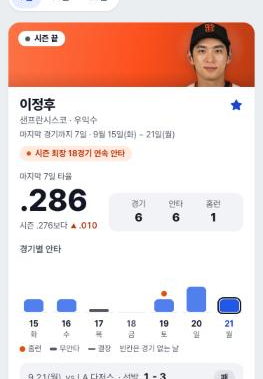 시즌 끝
이정후
샌프란시스코 · 우익수
마지막 경기까지 7일 · 9월 15일(화) – 21일(월)
시즌 최장 18경기 연속 안타
마지막 7일 타율
.286
시즌 .276보다 ▲.010
경기 안타 홈런
6 6 1
경기별 안타
15 16 17 18 19 20 21
화 수 목 금 토 일 월
홈런 무안타 결장 빈칸은 경기 없는 날
9.21(월) vs LA 다저스 · 선발 1 - 3 패